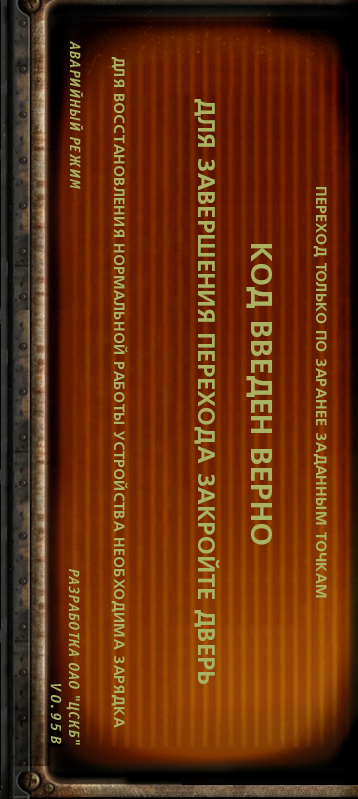 ПЕРЕХОД ТОЛЬКО ПО ЗАРАНЕЕ ЗАДАННЫМ ТОЧКАМ
КОД ВВЕДЕН ВЕРНО
ДЛЯ ЗАВЕРШЕНИЯ ПЕРЕХОДА ЗАКРОЙТЕ ДВЕРЬ
ДЛЯ ВОССТАНОВЛЕНИЯ НОРМАЛЬНОЙ РАБОТЫ УСТРОЙСТВА НЕОБХОДИМА ЗАРЯДКА
АВАРИЙНЫЙ РЕЖИМ
РАЗРАБОТКА ОАО "ЦСКБ"
V0.95B